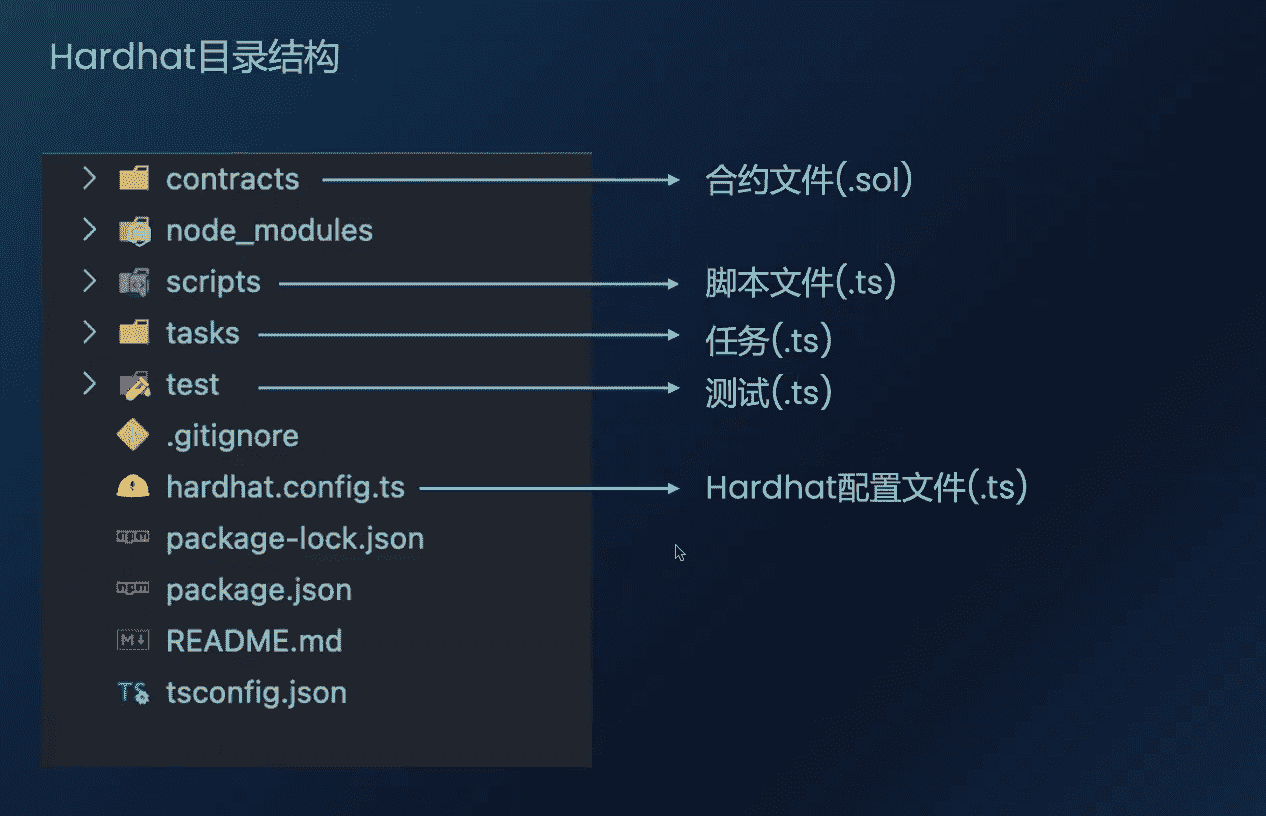 Hardhat目录结构
contracts
合约文件(.sol)
node_modules
scripts
脚本文件(.ts)
tasks
任务(.ts)
test
测试(.ts)
.gitignore
hardhat.config.ts
Hardhat配置文件(.ts)
package-lock.json
package.json
README.md
tsconfig.json